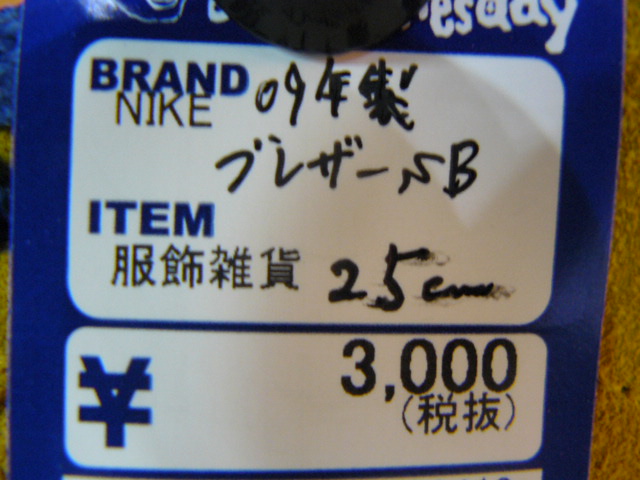 BRAND
NIKE 09年製
ブレザーSB
ITEM
服飾雑貨 25cm
¥ 3,000
(税抜)